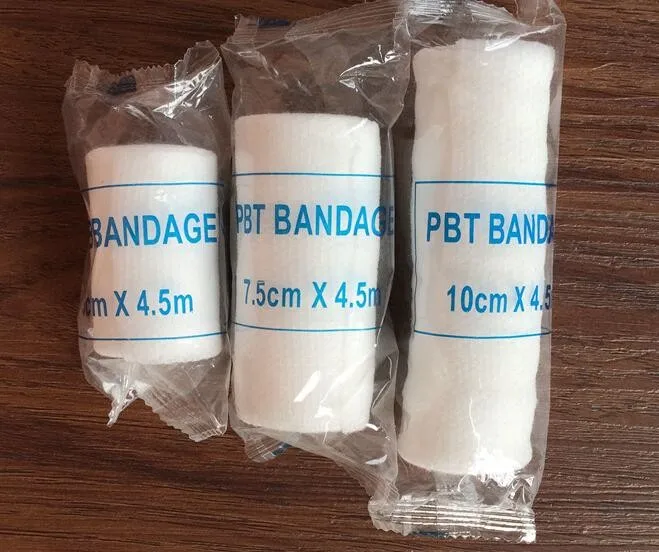 BANDAGE
cm X 4.5m
PBT BANDAGE
7.5cm X 4.5m
PBT BANDA
10cm X 4.5